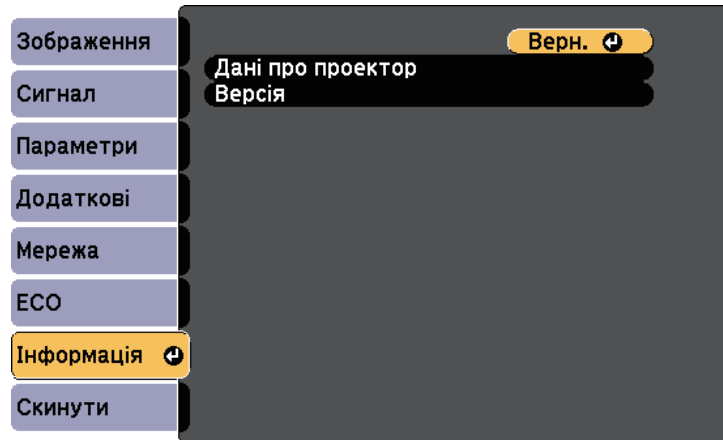 Зображення
Сигнал
Параметри
Додаткові
Мережа
ECO
Інформація
Скинути
Верн.
Дані про проектор
Версія